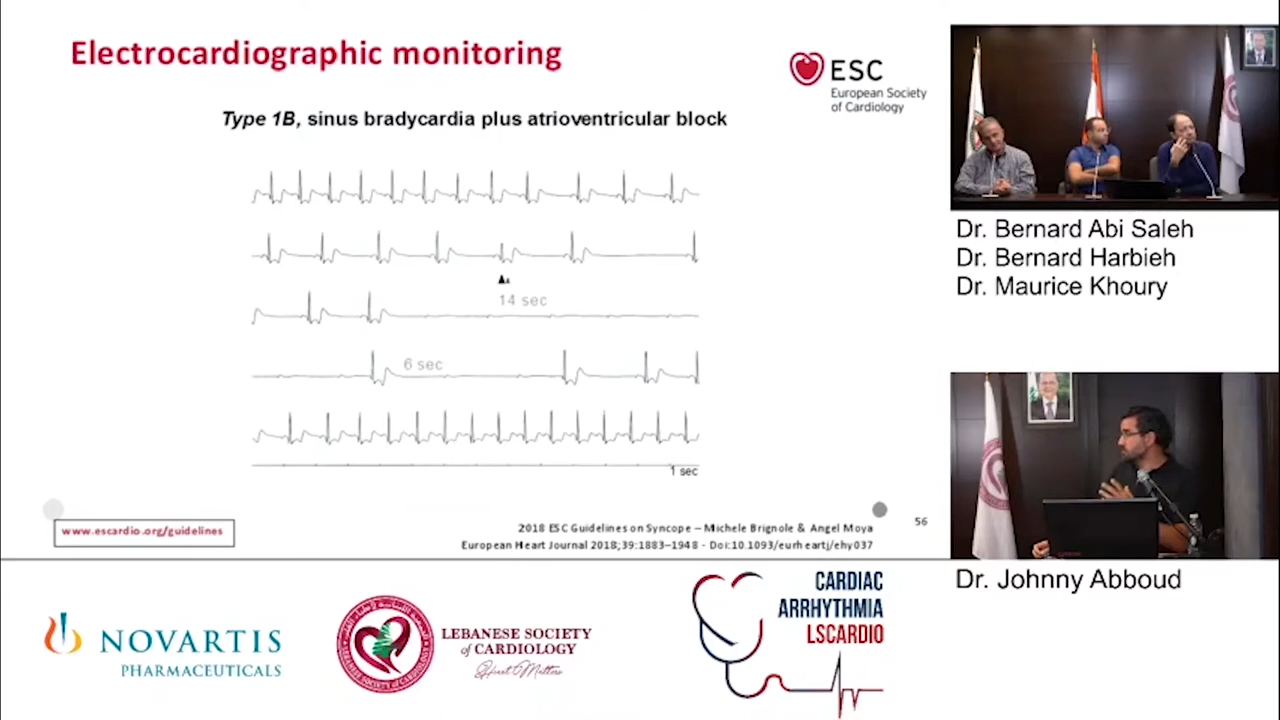 Electrocardiographic monitoring
ESC
European Society
of Cardiology
Type 1B, sinus bradycardia plus atrioventricular block
14 sec
6 sec
1 sec
www.escardio.org/guidelines
2018 ESC Guidelines on Syncope – Michele Brignole & Angel Moya
European Heart Journal 2018;39:1883–1948 - Doi:10.1093/eurheartj/ehy037
56
Dr. Bernard Abi Saleh
Dr. Bernard Harbieh
Dr. Maurice Khoury
Dr. Johnny Abboud
NOVARTIS
PHARMACEUTICALS
LEBANESE SOCIETY
of CARDIOLOGY
Heart Matters
CARDIAC
ARRHYTHMIA
LSCARDIO